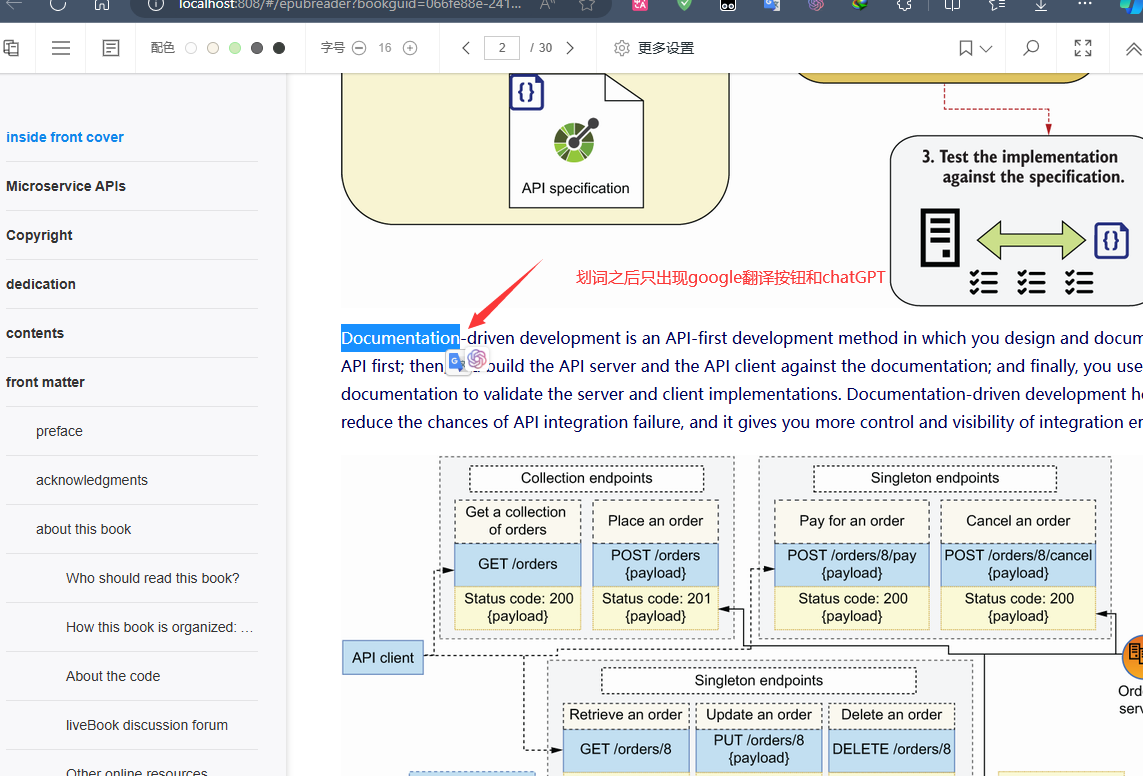 localhost:808/#/epubreader?bookguid=066fe88e-241...
配色
字号
16
2 / 30
更多设置
inside front cover
Microservice APIs
Copyright
dedication
contents
front matter
preface
acknowledgments
about this book
Who should read this book?
How this book is organized: ...
About the code
liveBook discussion forum
Other online resources
{}
API specification
3. Test the implementation
against the specification.
{}
划词之后只出现google翻译按钮和chatGPT
Documentation-driven development is an API-first development method in which you design and docum
API first; then, build the API server and the API client against the documentation; and finally, you use
documentation to validate the server and client implementations. Documentation-driven development he
reduce the chances of API integration failure, and it gives you more control and visibility of integration er
Collection endpoints
Get a collection
of orders
GET /orders
Status code: 200
{payload}
Place an order
POST /orders
{payload}
Status code: 201
{payload}
Singleton endpoints
Pay for an order
POST /orders/8/pay
{payload}
Status code: 200
{payload}
Cancel an order
POST /orders/8/cancel
{payload}
Status code: 200
{payload}
API client
Singleton endpoints
Retrieve an order
GET /orders/8
Update an order
PUT /orders/8
{payload}
Delete an order
DELETE /orders/8
Ord
serv